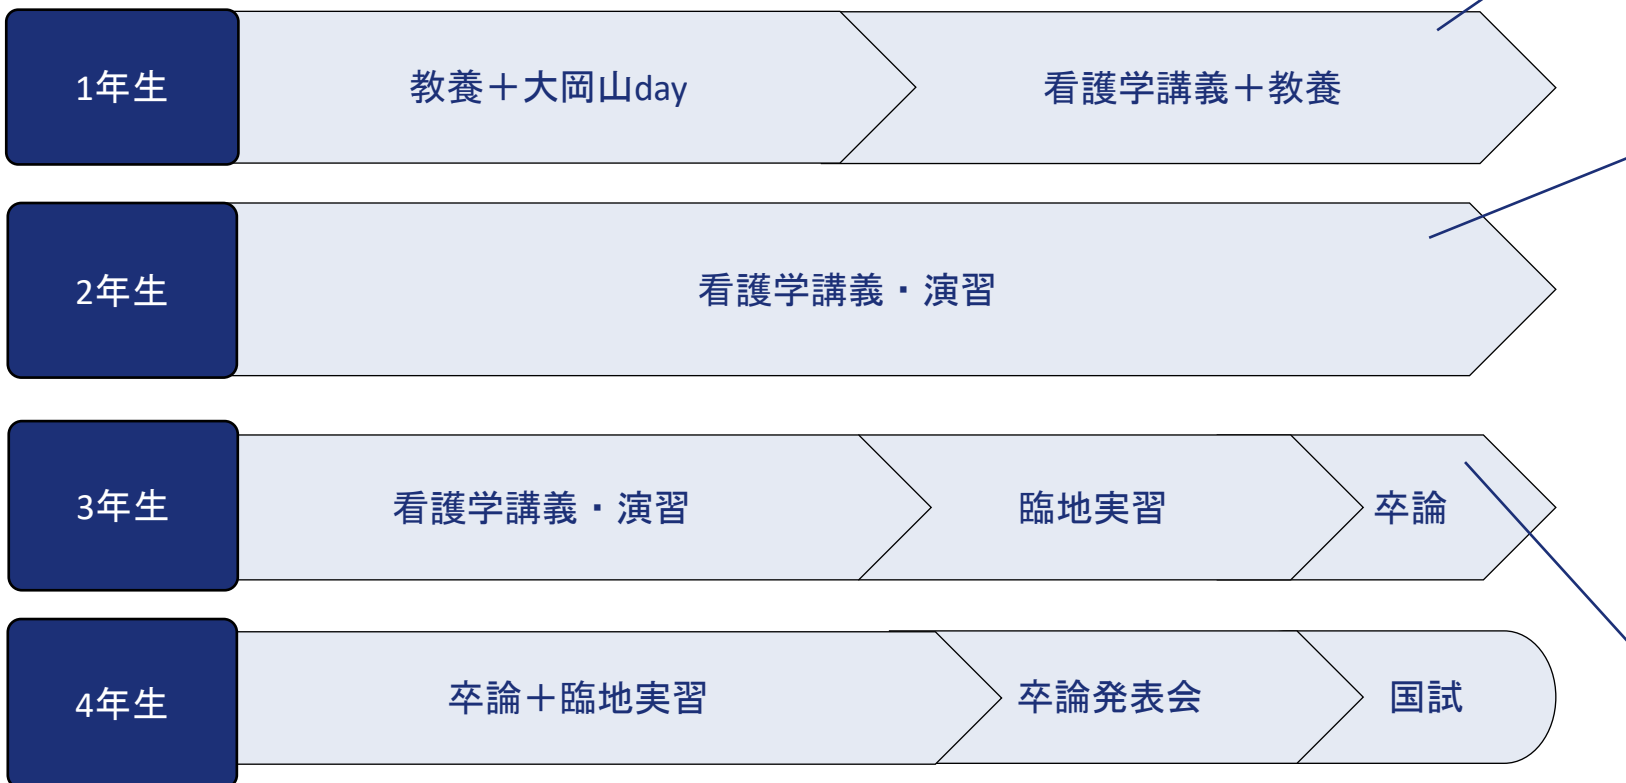 1年生
教養＋大岡山day
看護学講義＋教養
2年生
看護学講義・演習
3年生
看護学講義・演習
臨地実習
卒論
4年生
卒論＋臨地実習
卒論発表会
国試